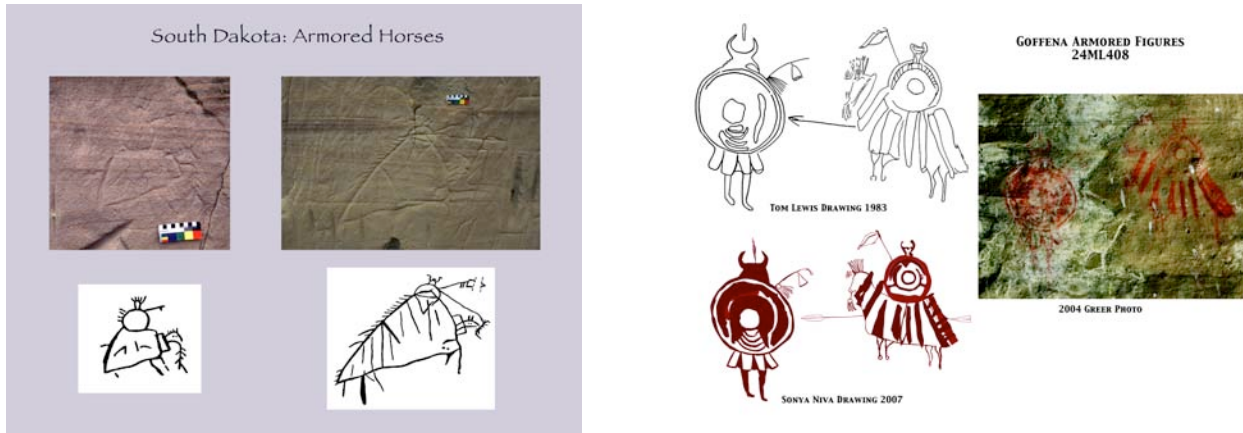 South Dakota: Armored Horses
Goffena Armored Figures
24ML408
Tom Lewis Drawing 1983
2004 Greer Photo
Sonya Niva Drawing 2007